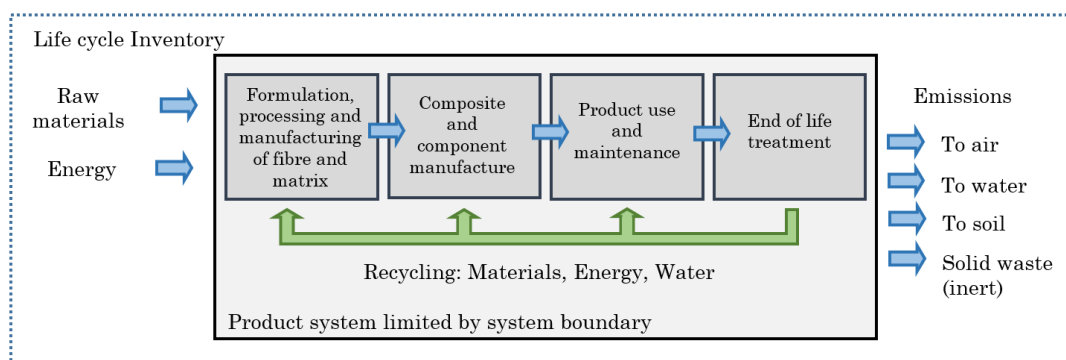 Life cycle Inventory
Raw
materials
Energy
Formulation,
processing and
manufacturing
of fibre and
matrix
Composite
and
component
manufacture
Product use
and
maintenance
End of life
treatment
Recycling: Materials, Energy, Water
Product system limited by system boundary
Emissions
To air
To water
To soil
Solid waste
(inert)